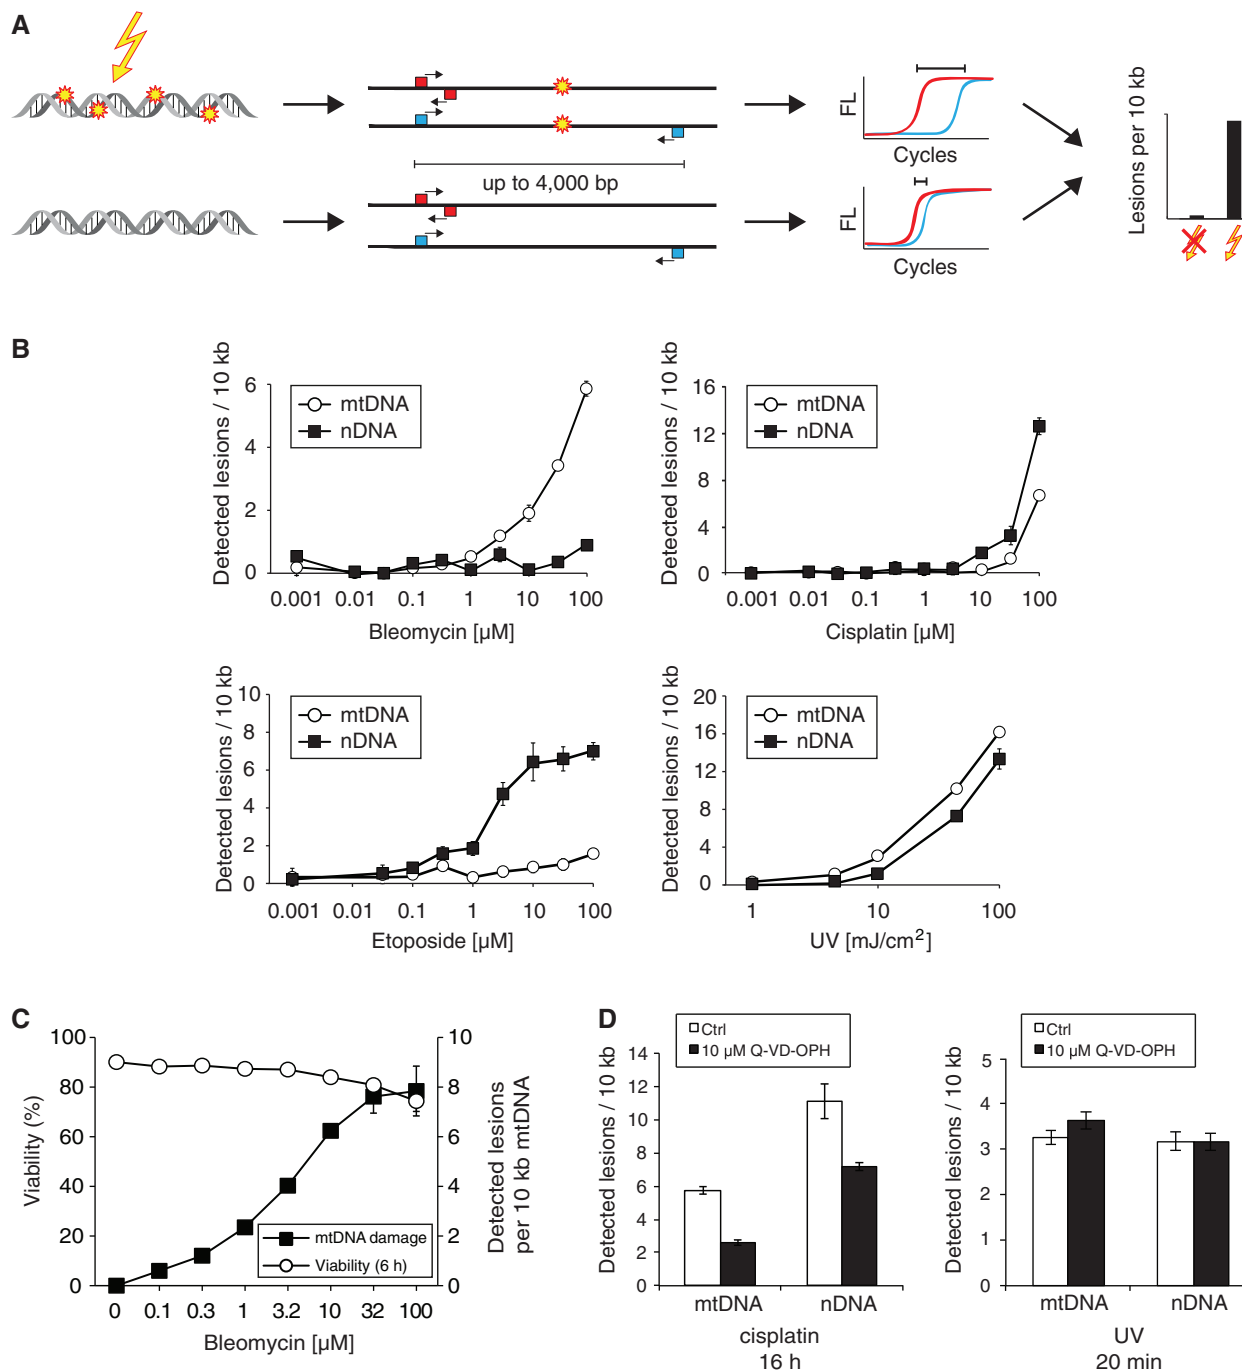 A
up to 4,000 bp
FL
Cycles
FL
Cycles
Lesions per 10 kb
B
Detected lesions / 10 kb
6
4
2
0
mtDNA
nDNA
0.001 0.01 0.1 1 10 100
Bleomycin [µM]
Detected lesions / 10 kb
16
12
8
4
0
mtDNA
nDNA
0.001 0.01 0.1 1 10 100
Cisplatin [µM]
Detected lesions / 10 kb
10
8
6
4
2
0
mtDNA
nDNA
0.001 0.01 0.1 1 10 100
Etoposide [µM]
Detected lesions / 10 kb
20
16
12
8
4
0
mtDNA
nDNA
1 10 100
UV [mJ/cm²]
C
Viability (%)
100
80
60
40
20
0
10
8
6
4
2
0
Detected lesions
per 10 kb mtDNA
mtDNA damage
Viability (6 h)
0 0.1 0.3 1 3.2 10 32 100
Bleomycin [µM]
D
Ctrl
10 µM Q-VD-OPH
Detected lesions / 10 kb
14
12
10
8
6
4
2
0
mtDNA nDNA
cisplatin
16 h
Ctrl
10 µM Q-VD-OPH
Detected lesions / 10 kb
5
4
3
2
1
0
mtDNA nDNA
UV
20 min